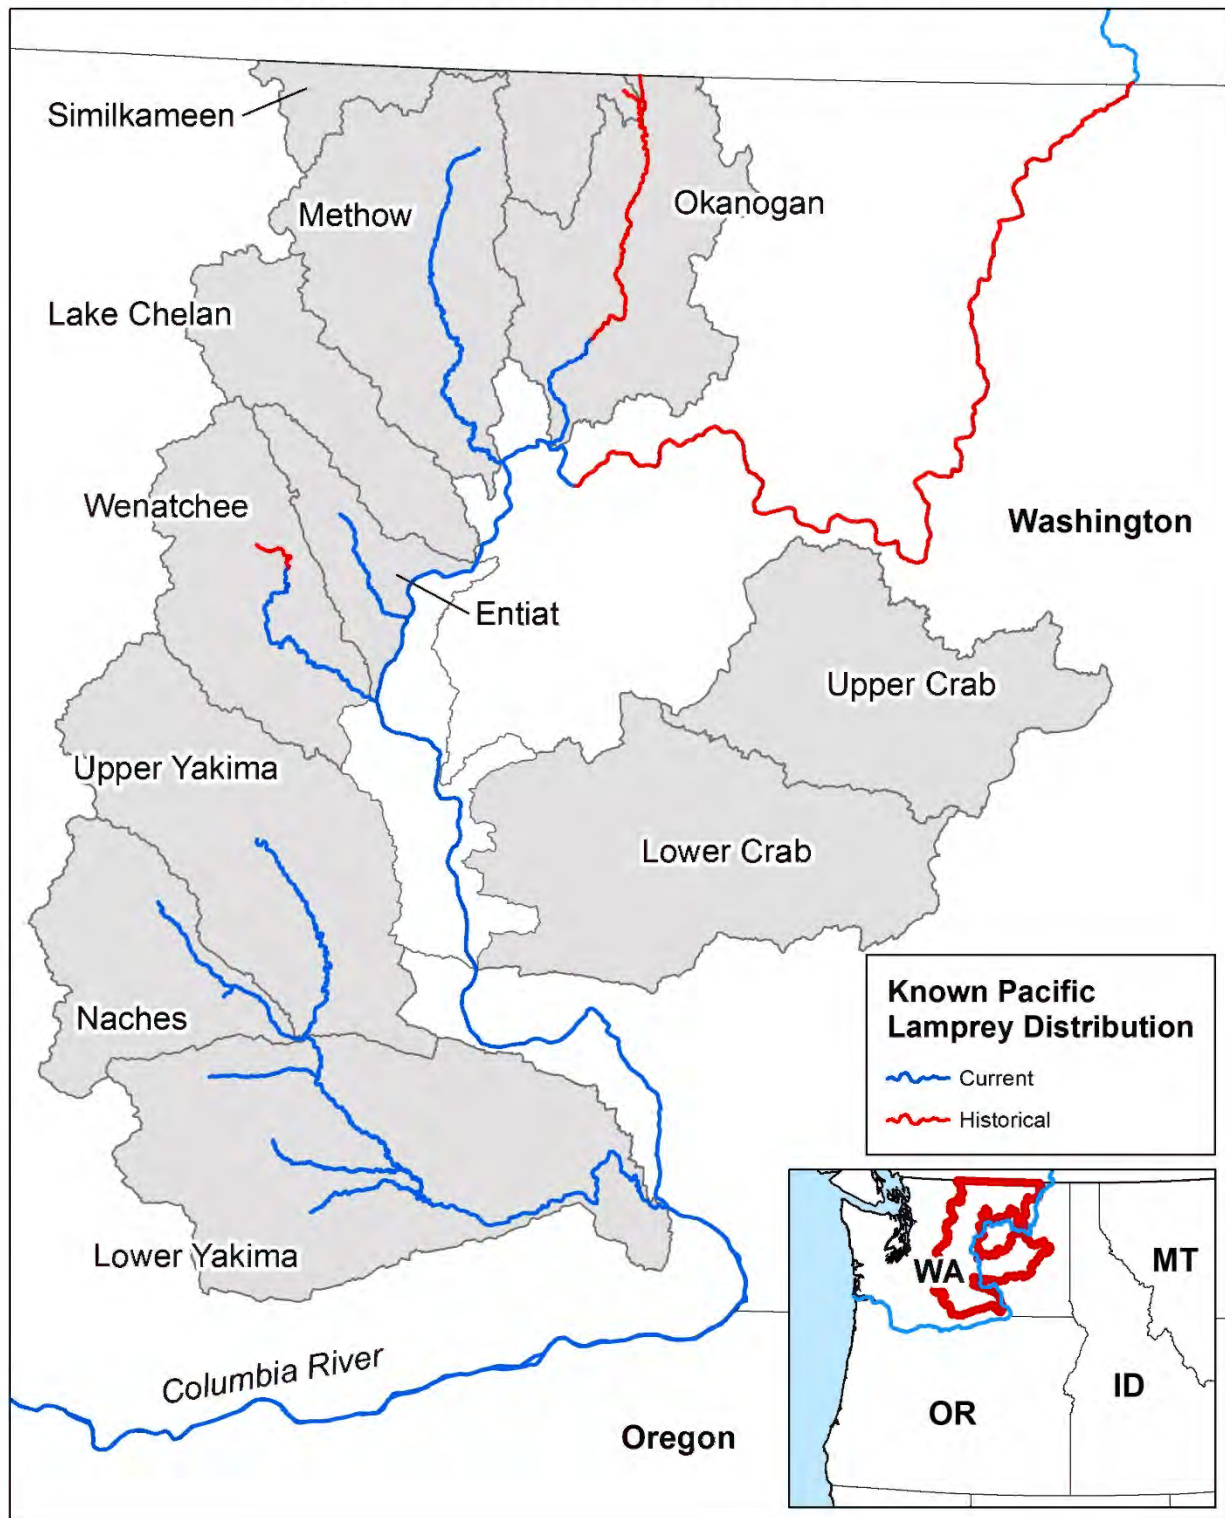 Similkameen
Methow
Okanogan
Lake Chelan
Wenatchee
Washington
Entiat
Upper Crab
Upper Yakima
Lower Crab
Known Pacific
Lamprey Distribution
Current
Historical
Naches
Lower Yakima
Columbia River
Oregon
WA
MT
ID
OR